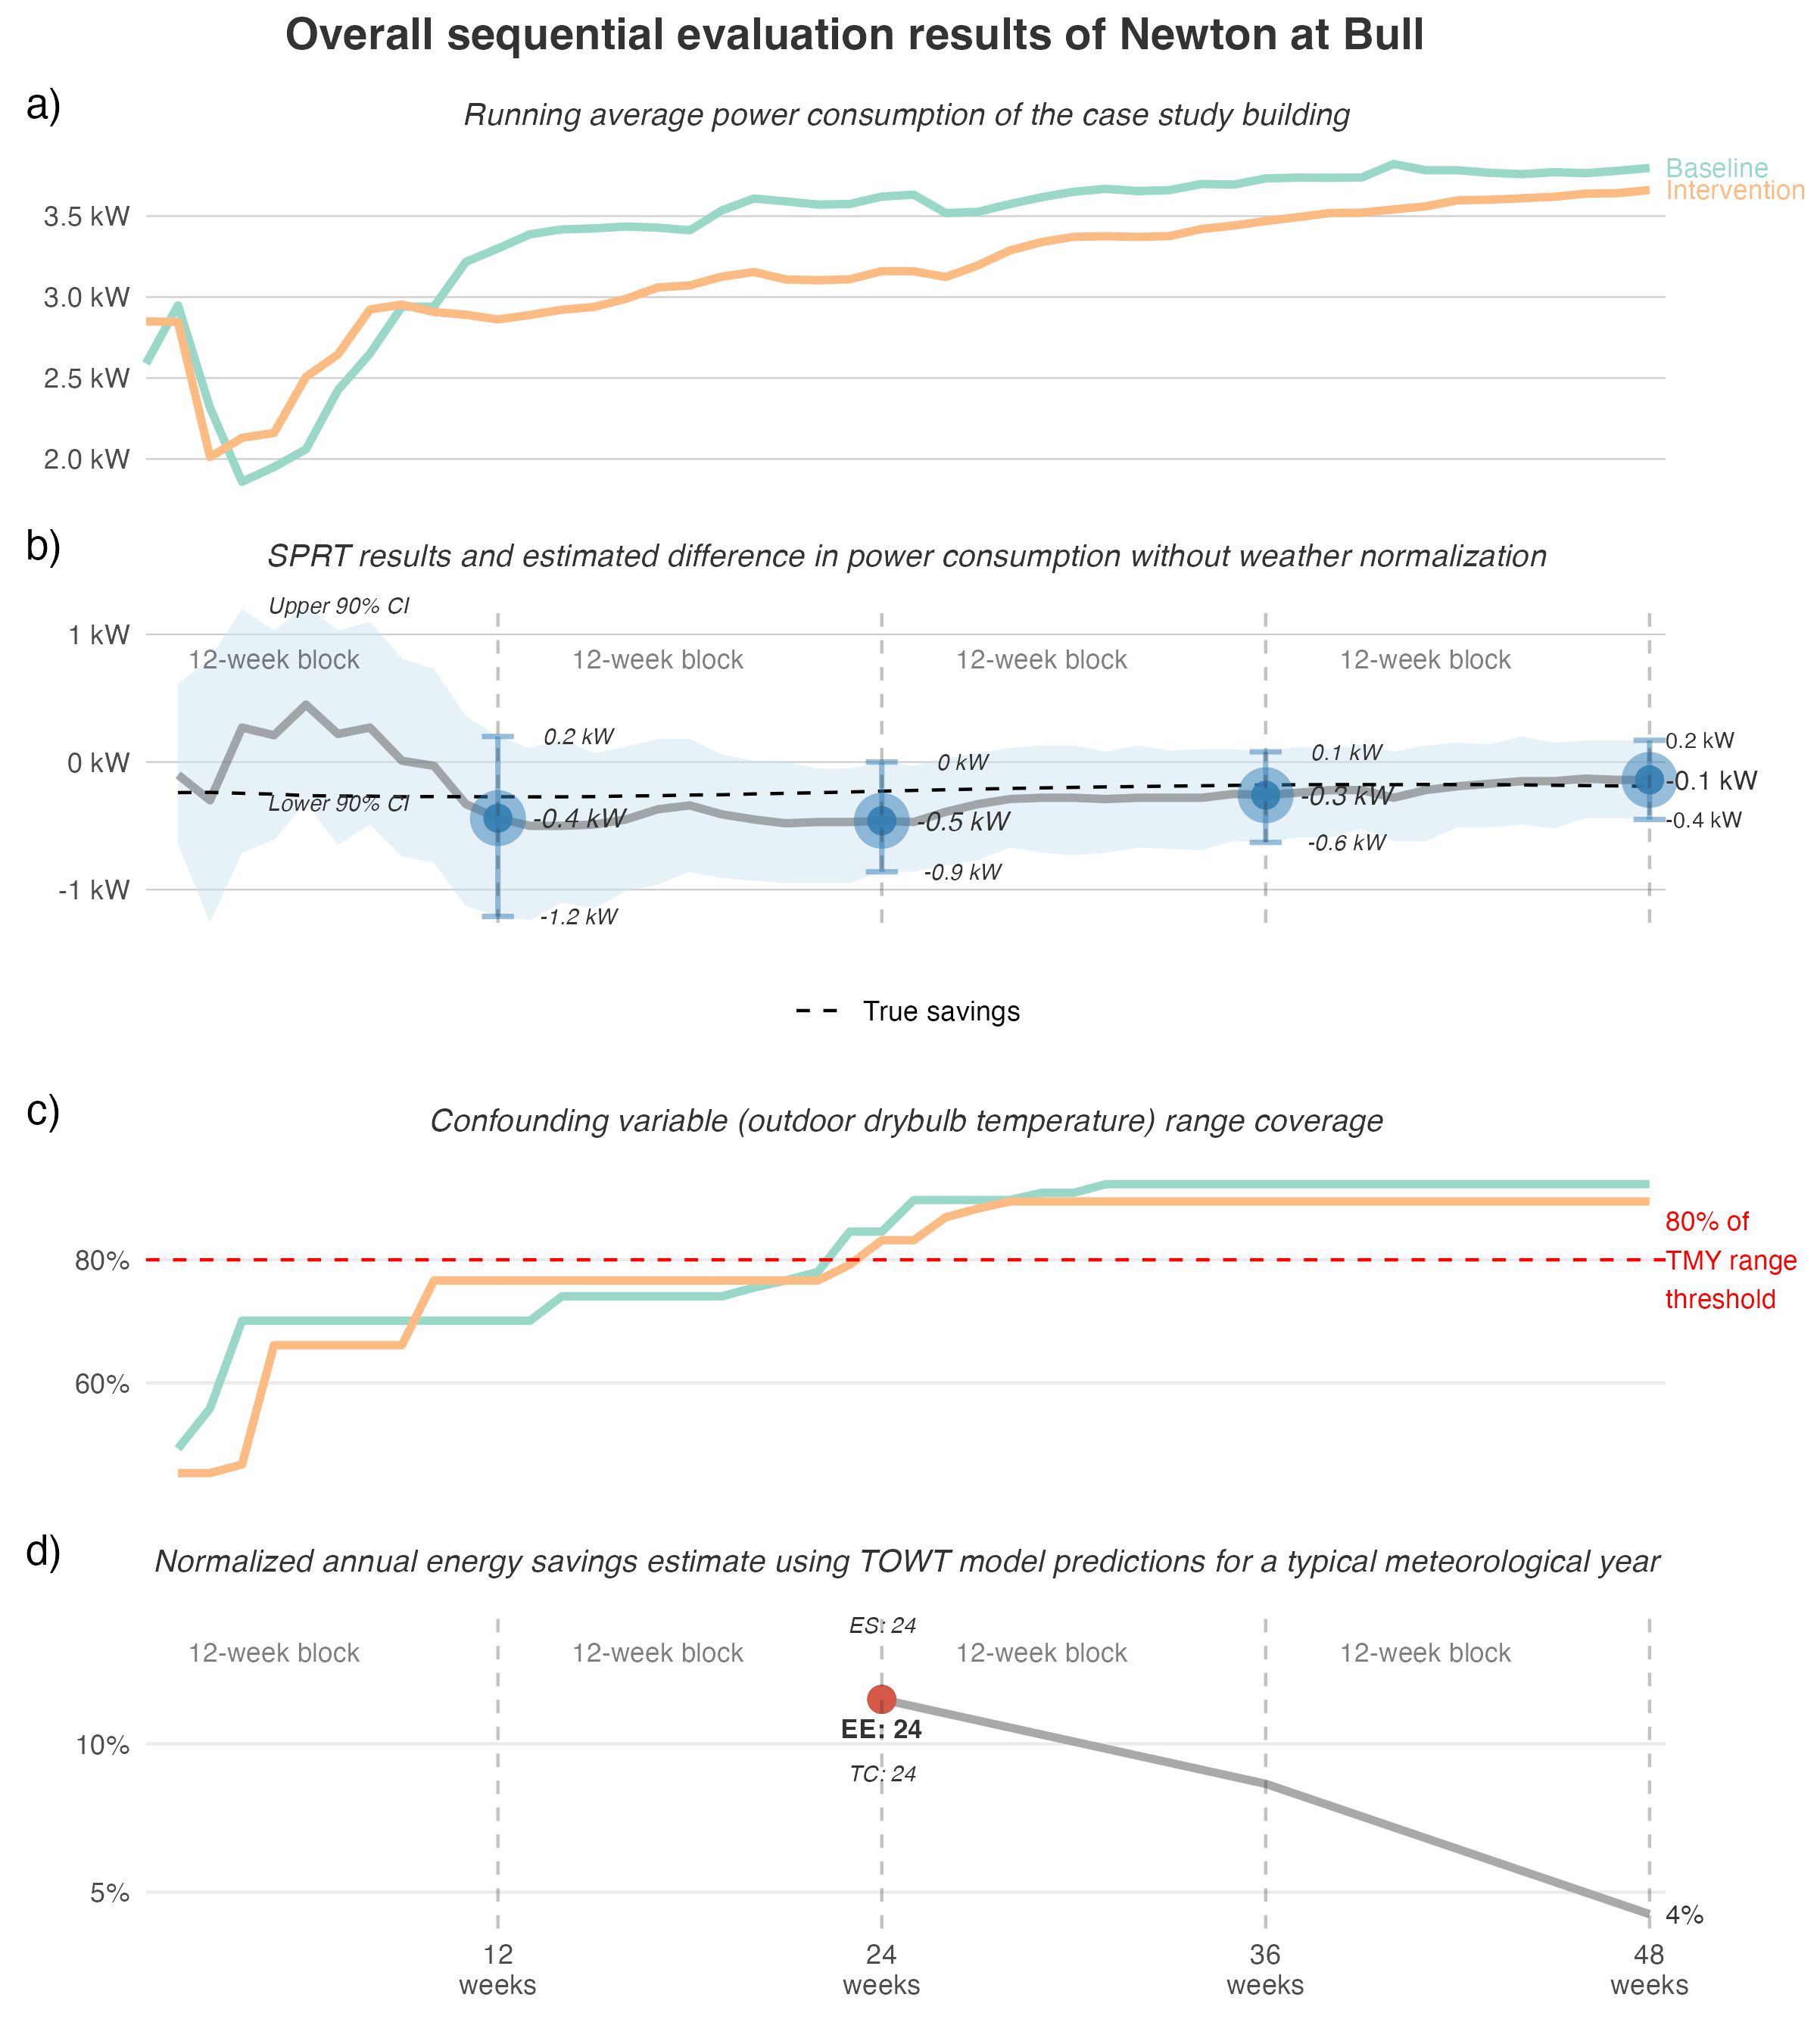 Overall sequential evaluation results of Newton at Bull
a)
Running average power consumption of the case study building
Baseline
Intervention
3.5 kW
3.0 kW
2.5 kW
2.0 kW
b)
SPRT results and estimated difference in power consumption without weather normalization
Upper 90% CI
1 kW
12-week block
12-week block
12-week block
12-week block
0.2 kW
0 kW
0.1 kW
0.2 kW
0 kW
Lower 90% CI
-0.4 kW
-0.5 kW
-0.3 kW
-0.1 kW
-0.4 kW
-0.6 kW
-0.9 kW
-1 kW
-1.2 kW
True savings
c)
Confounding variable (outdoor drybulb temperature) range coverage
80% of
TMY range
threshold
80%
60%
d)
Normalized annual energy savings estimate using TOWT model predictions for a typical meteorological year
ES: 24
12-week block
12-week block
12-week block
12-week block
EE: 24
10%
TC: 24
5%
4%
12
weeks
24
weeks
36
weeks
48
weeks